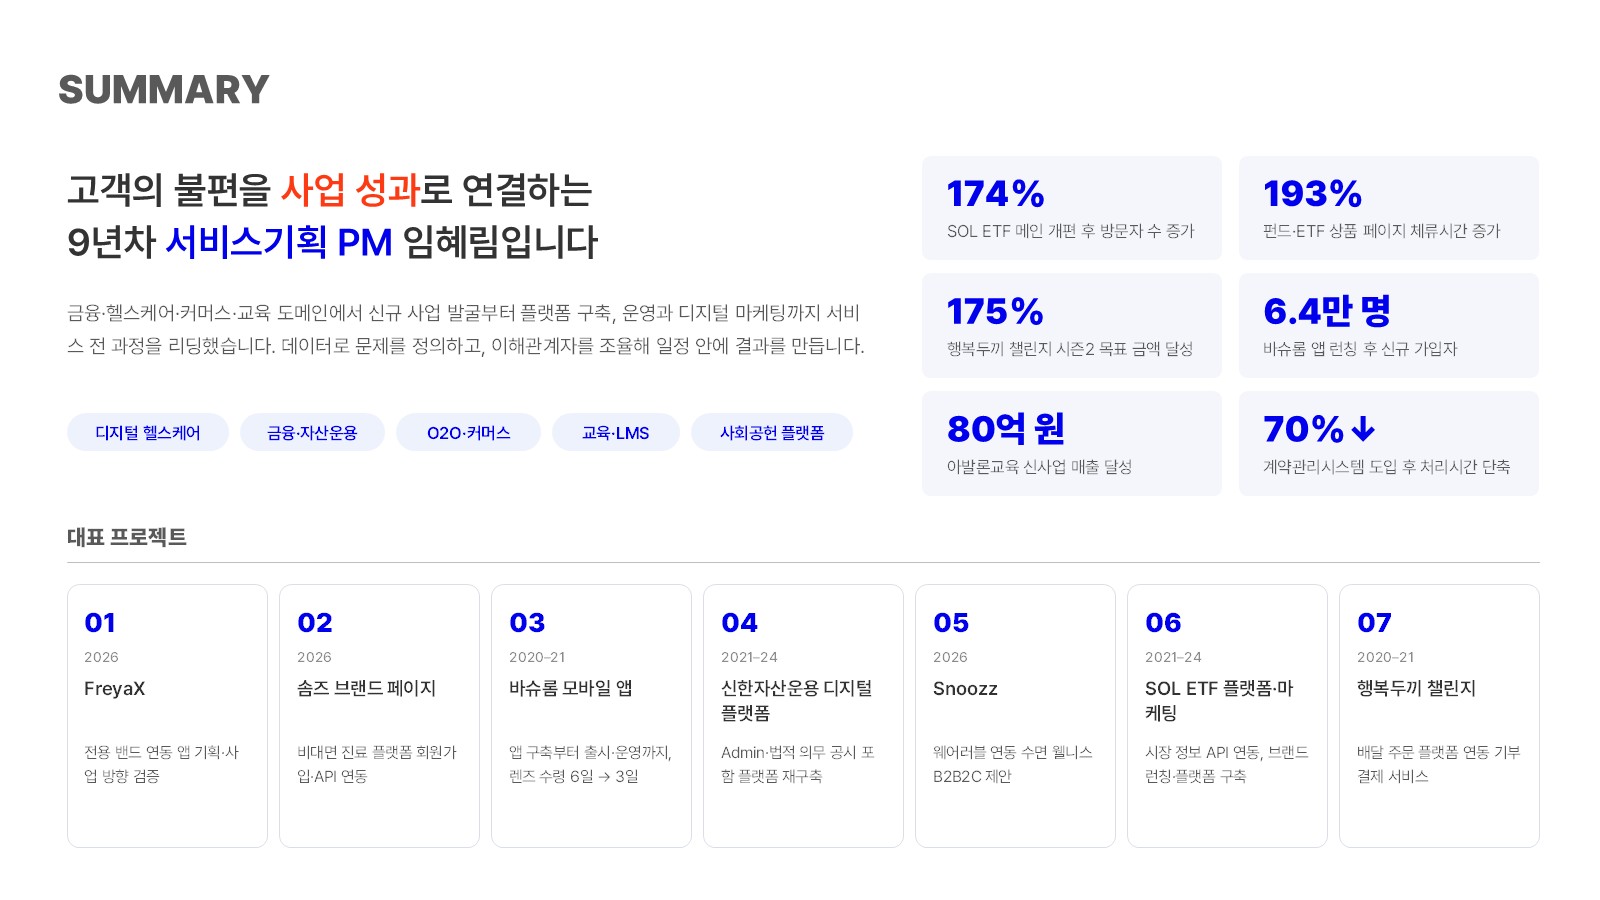 SUMMARY
고객의 불편을 사업 성과로 연결하는
9년차 서비스기획 PM 임혜림입니다
금융·헬스케어·커머스·교육 도메인에서 신규 사업 발굴부터 플랫폼 구축, 운영과 디지털 마케팅까지 서비
스 전 과정을 리딩했습니다. 데이터로 문제를 정의하고, 이해관계자를 조율해 일정 안에 결과를 만듭니다.
디지털 헬스케어
금융·자산운용
O2O·커머스
교육·LMS
사회공헌 플랫폼
174%
SOL ETF 메인 개편 후 방문자 수 증가
193%
펀드·ETF 상품 페이지 체류시간 증가
175%
행복두끼 챌린지 시즌2 목표 금액 달성
6.4만 명
바슈롬 앱 런칭 후 신규 가입자
80억 원
아발론교육 신사업 매출 달성
70%↓
계약관리시스템 도입 후 처리시간 단축
대표 프로젝트
01
2026
FreyaX
전용 밴드 연동 앱 기획·사
업 방향 검증
02
2026
솜즈 브랜드 페이지
비대면 진료 플랫폼 회원가
입·API 연동
03
2020–21
바슈롬 모바일 앱
앱 구축부터 출시·운영까지,
렌즈 수령 6일 → 3일
04
2021–24
신한자산운용 디지털
플랫폼
Admin·법적 의무 공시 포
함 플랫폼 재구축
05
2026
Snoozz
웨어러블 연동 수면 웰니스
B2B2C 제안
06
2021–24
SOL ETF 플랫폼·마
케팅
시장 정보 API 연동, 브랜드
런칭·플랫폼 구축
07
2020–21
행복두끼 챌린지
배달 주문 플랫폼 연동 기부
결제 서비스